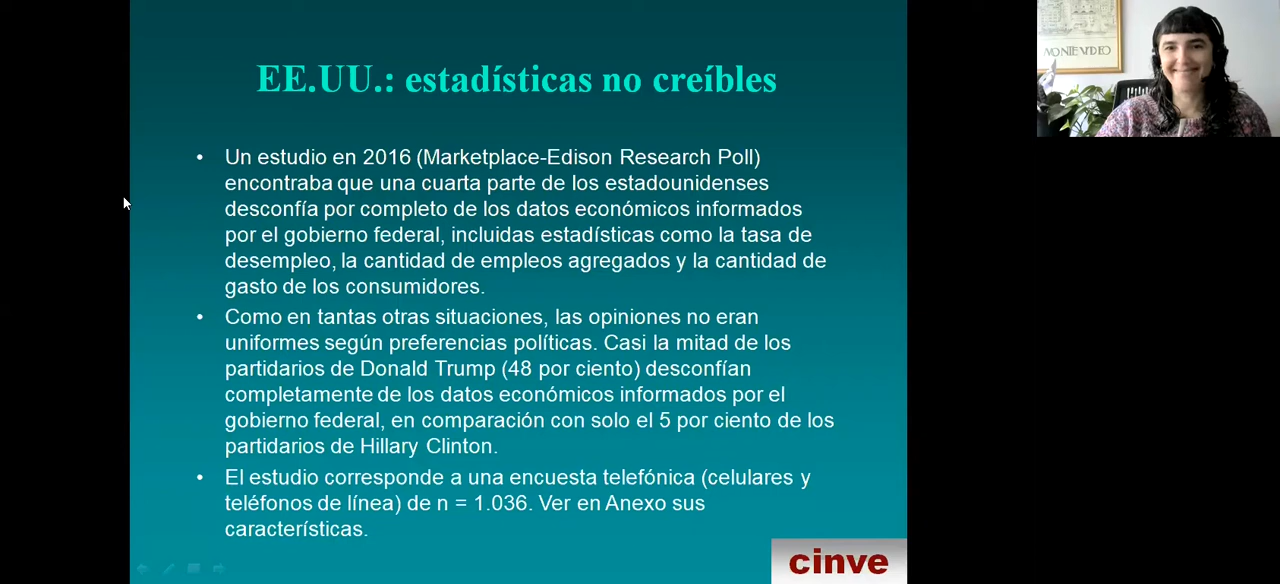 EE.UU.: estadísticas no creíbles
• Un estudio en 2016 (Marketplace-Edison Research Poll)
encontraba que una cuarta parte de los estadounidenses
desconfía por completo de los datos económicos informados
por el gobierno federal, incluidas estadísticas como la tasa de
desempleo, la cantidad de empleos agregados y la cantidad de
gasto de los consumidores.
• Como en tantas otras situaciones, las opiniones no eran
uniformes según preferencias políticas. Casi la mitad de los
partidarios de Donald Trump (48 por ciento) desconfían
completamente de los datos económicos informados por el
gobierno federal, en comparación con solo el 5 por ciento de los
partidarios de Hillary Clinton.
• El estudio corresponde a una encuesta telefónica (celulares y
teléfonos de línea) de n = 1.036. Ver en Anexo sus
características.
cinve
MONTEVIDEO